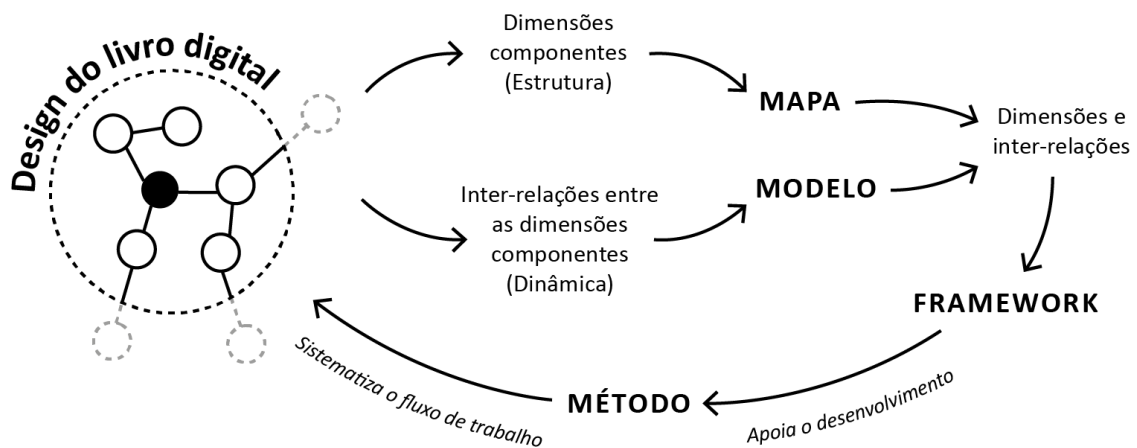 Design do livro digital
Dimensões
componentes
(Estrutura)
MAPA
Dimensões e
inter-relações
Inter-relações entre
as dimensões
componentes
(Dinâmica)
MODELO
FRAMEWORK
Apoia o desenvolvimento
MÉTODO
Sistematiza o fluxo de trabalho